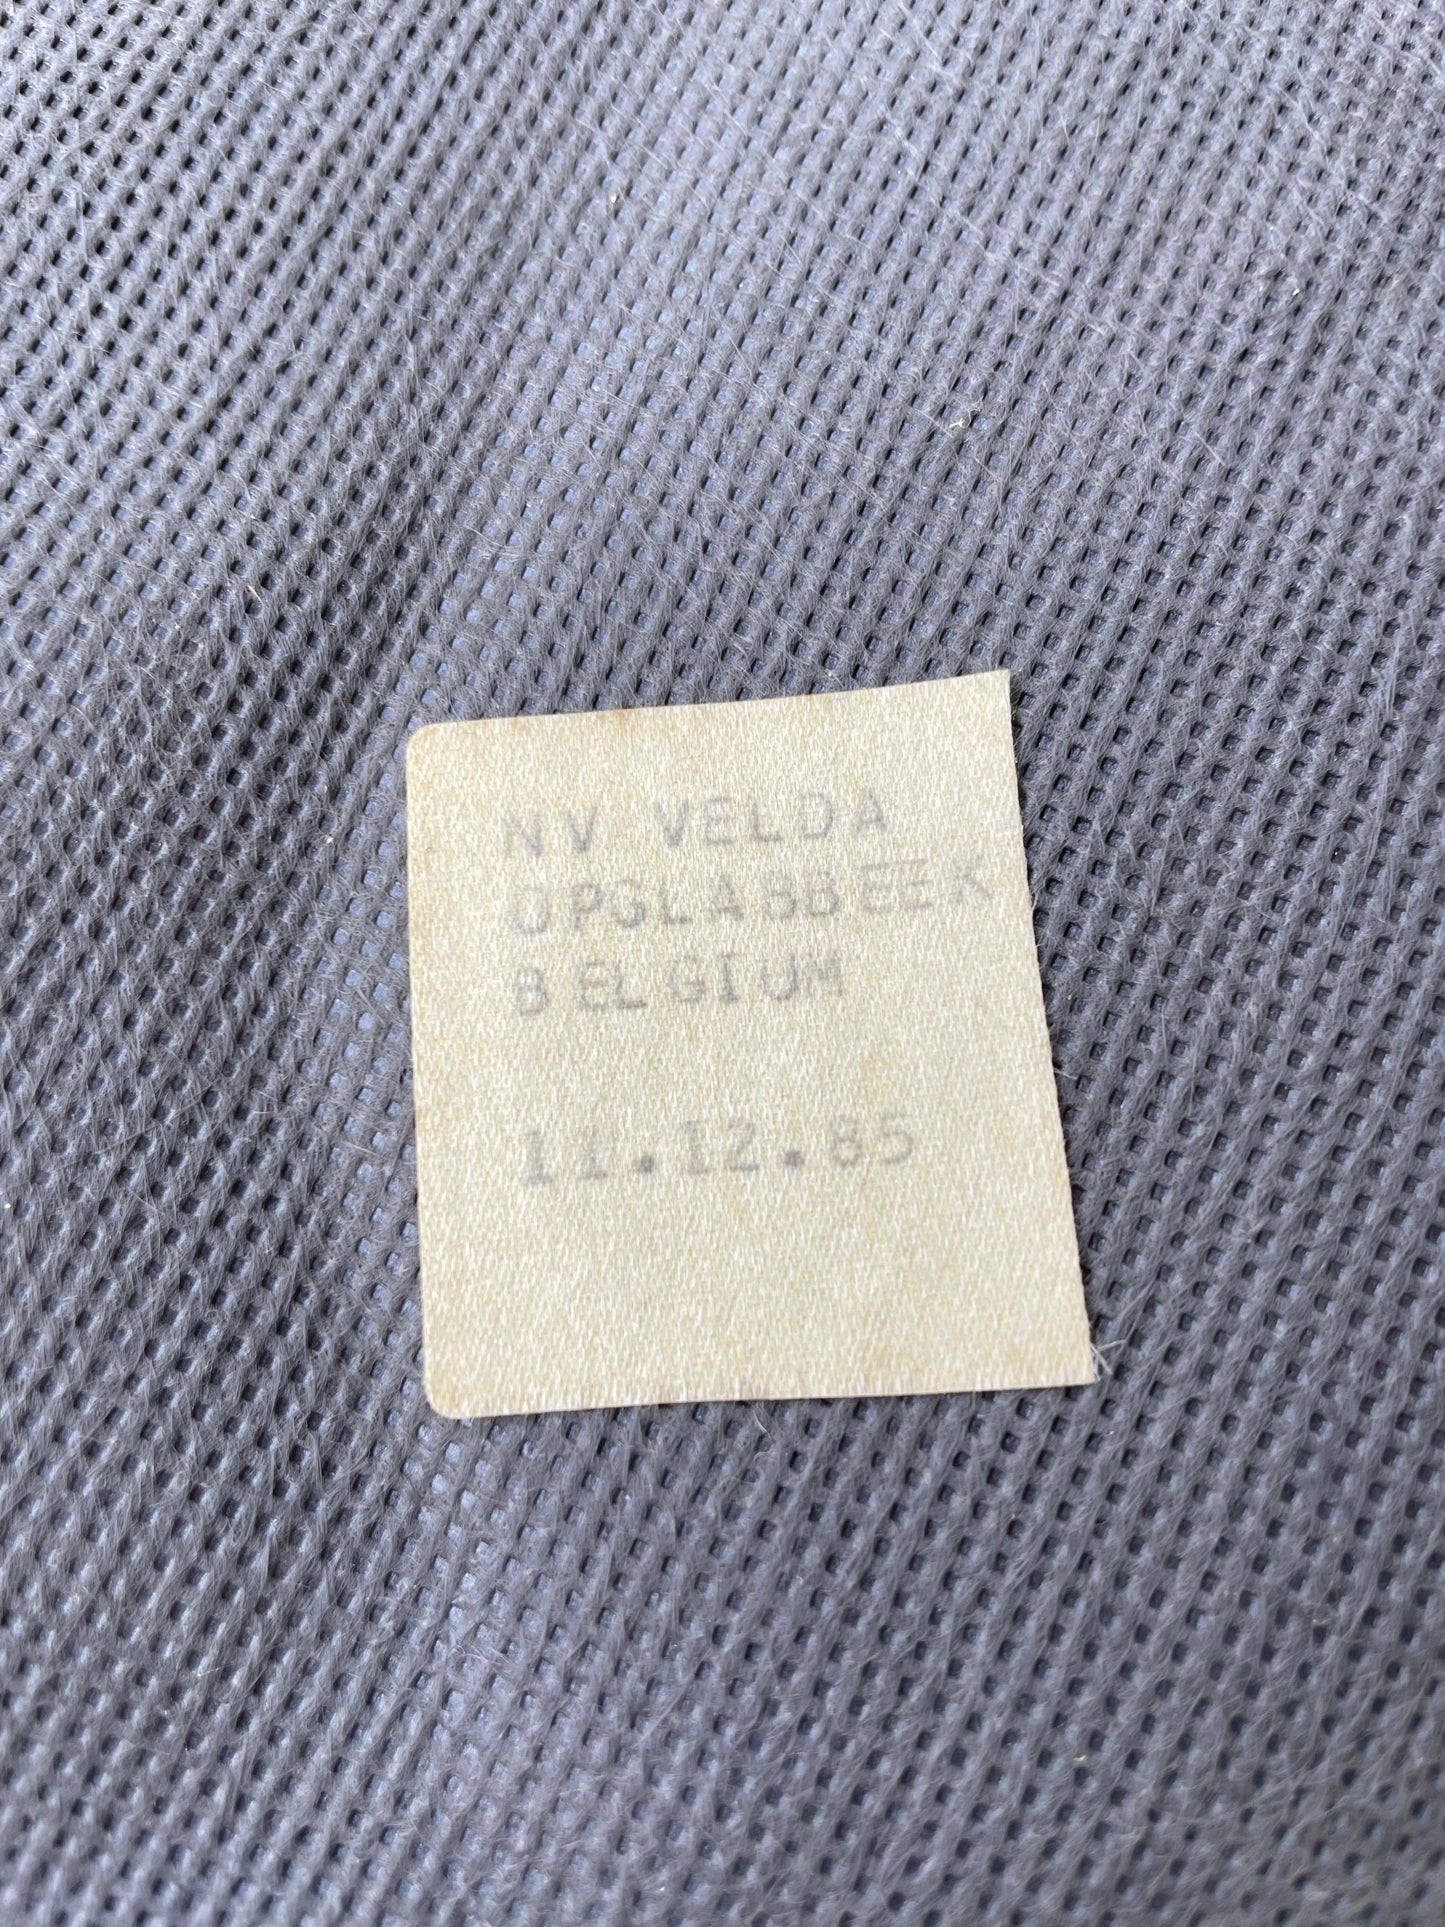 NV VELDA
OPGLABBEEK
BELGIUM
11.12.85